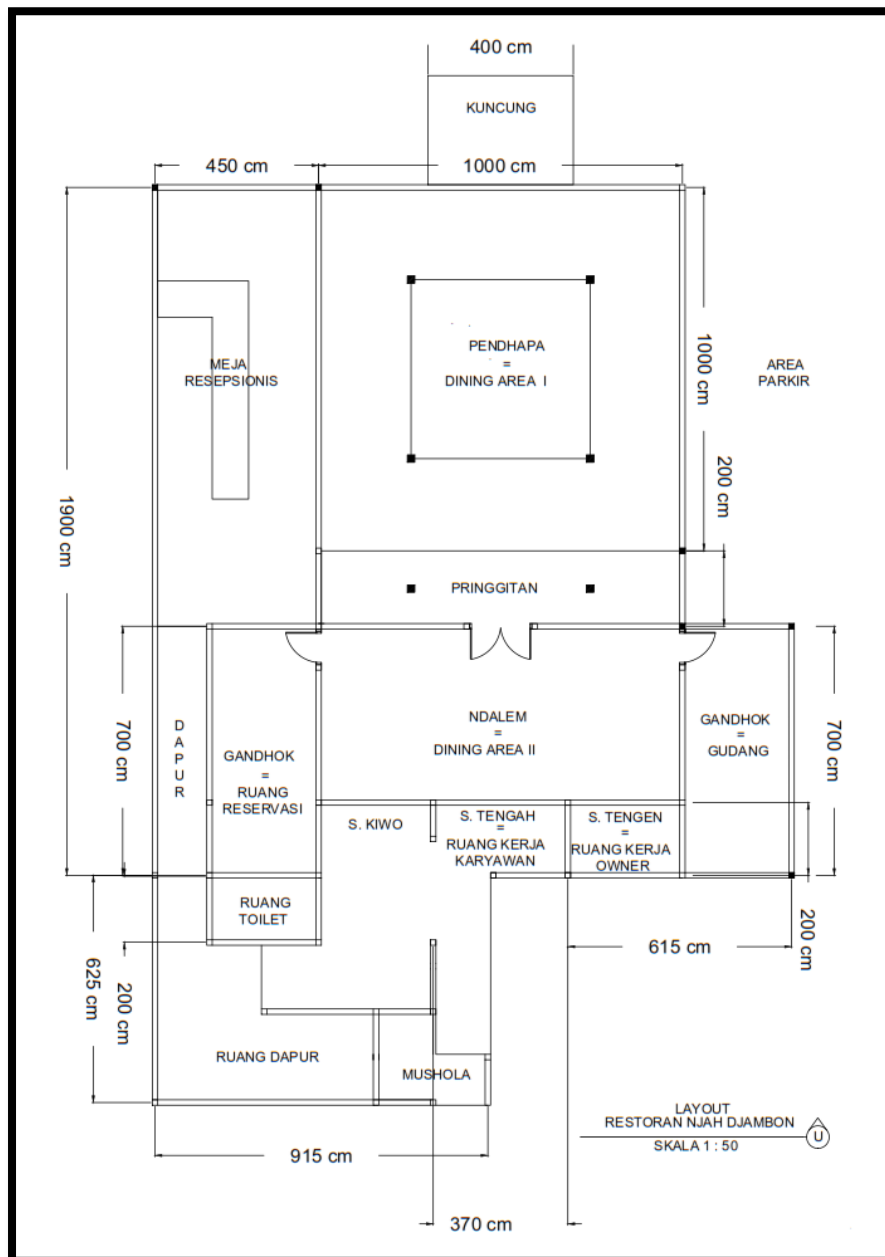 400 cm
KUNCUNG
450 cm
1000 cm
PENDHAPA
=
DINING AREA I
MEJA
RESEPSIONIS
1000 cm
AREA
PARKIR
200 cm
1900 cm
PRINGGITAN
NDALEM
=
DINING AREA II
GANDHOK
=
GUDANG
DAPUR
700 cm
GANDHOK
=
RUANG
RESERVASI
700 cm
S. KIWO
S. TENGAH
=
RUANG KERJA
KARYAWAN
S. TENGEN
=
RUANG KERJA
OWNER
RUANG
TOILET
200 cm
615 cm
625 cm
200 cm
RUANG DAPUR
MUSHOLA
LAYOUT
RESTORAN NJAH DJAMBON
SKALA 1 : 50
U
915 cm
370 cm